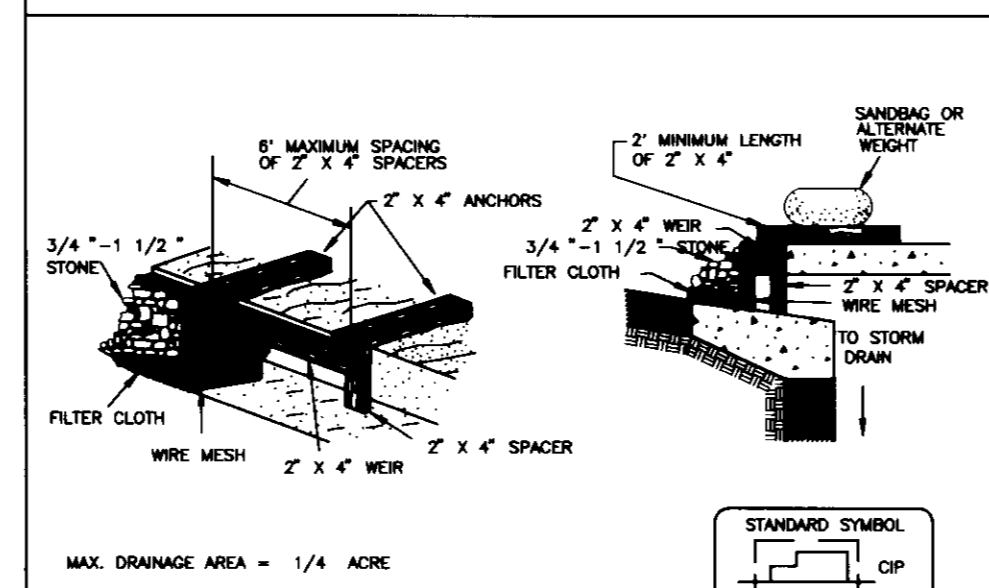 6' MAXIMUM SPACING
OF 2" X 4" SPACERS
2" X 4" ANCHORS
3/4 "-1 1/2 "
STONE
FILTER CLOTH
WIRE MESH
2" X 4" WEIR
2" X 4" SPACER
MAX. DRAINAGE AREA = 1/4 ACRE
SANDBAG OR
ALTERNATE
WEIGHT
2' MINIMUM LENGTH
OF 2" X 4"
2" X 4" WEIR
3/4 "-1 1/2 " STONE
FILTER CLOTH
2" X 4" SPACER
WIRE MESH
TO STORM
DRAIN
STANDARD SYMBOL
CIP